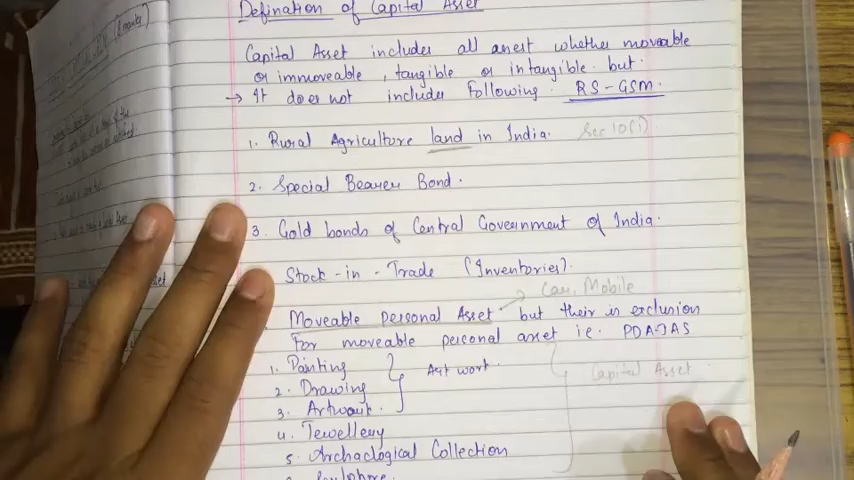 Defination of Capital Asset
Capital Asset includes all asset whether moveable
or immoveable, tangible or intangible. but
→ It does not includes following. RS-GSM.
1. Rural Agriculture land in India. Sec 10(1)
2. Special Bearer Bond.
3. Gold bonds of Central Government of India.
Stock-in-Trade (Inventories).
Car, Mobile
Moveable Personal Asset but their is exclusion
For moveable personal asset i.e. PDAJAS
1. Painting
2. Drawing Art work.
3. Artwork. Capital Asset
4. Jewellery
5. Archaelogical Collection